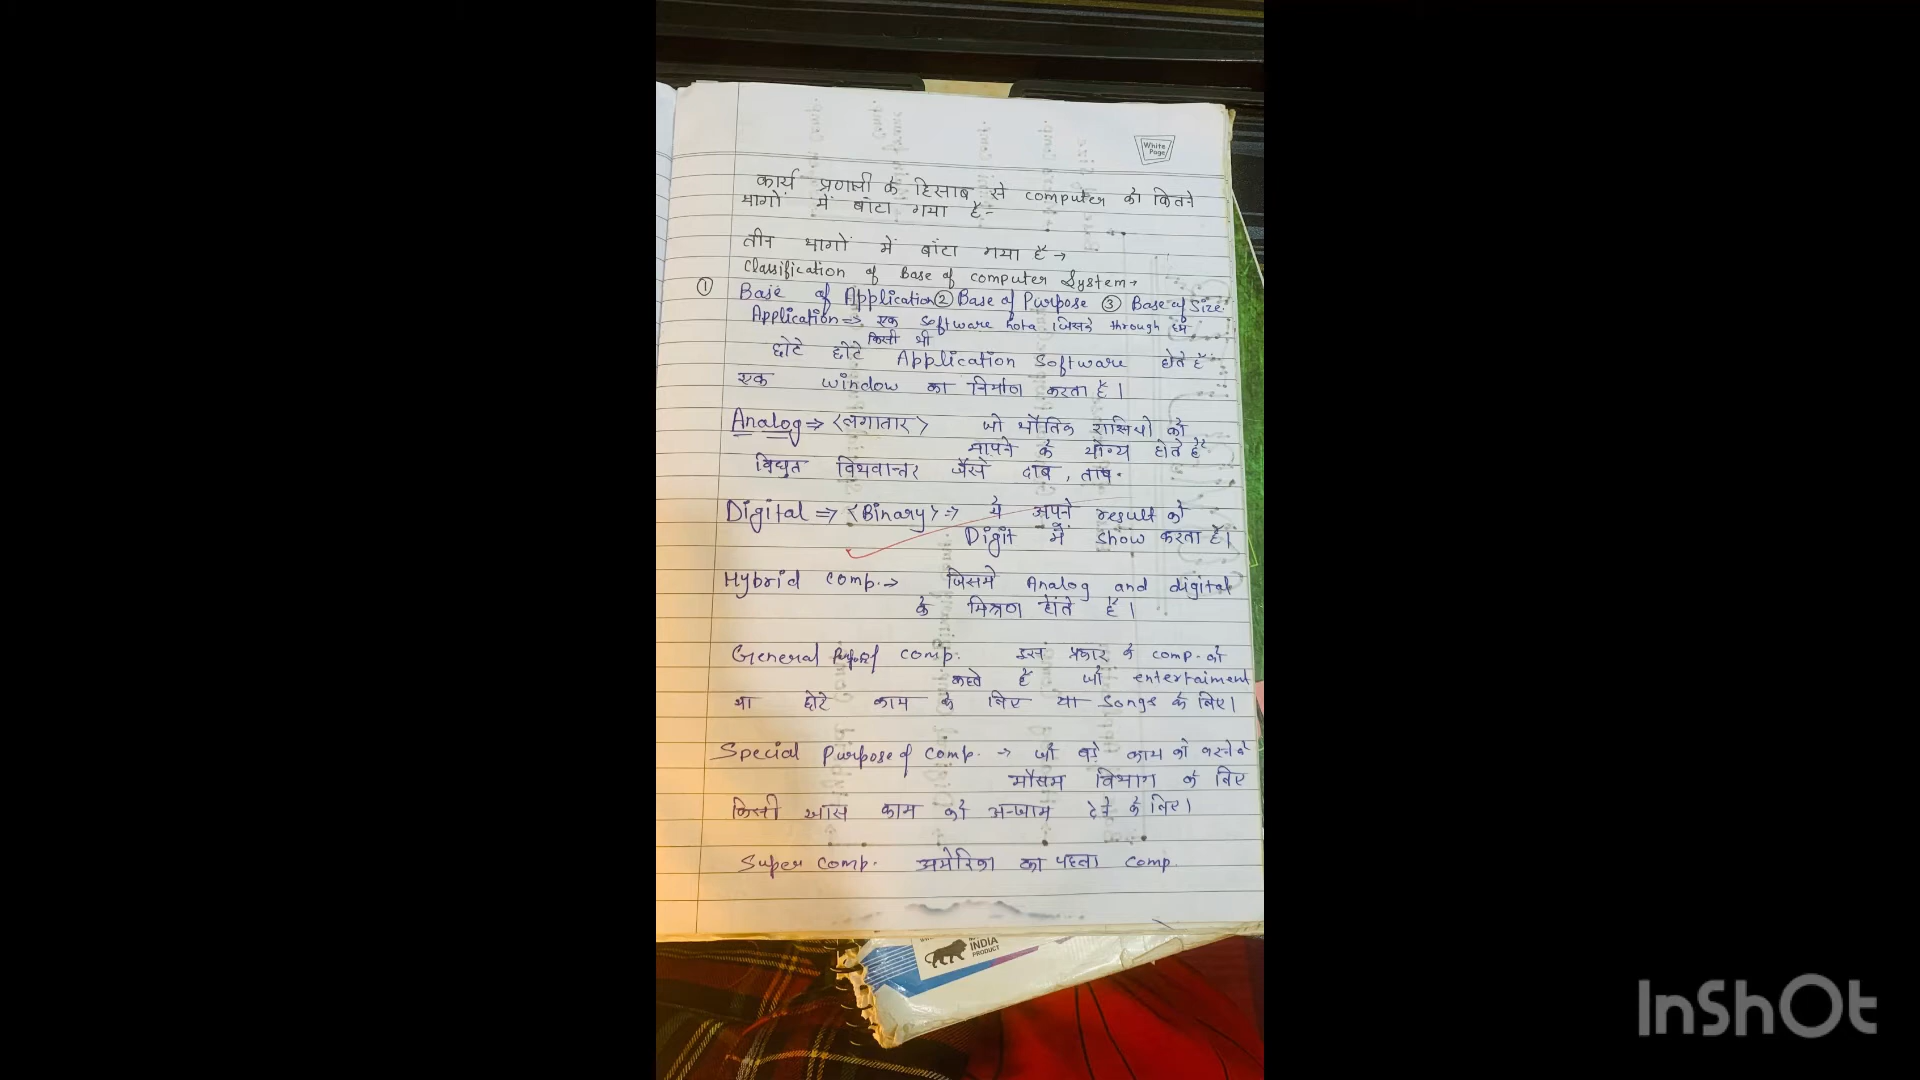 White Page
कार्य प्रणाली के हिसाब से computer को कितने
भागों में बांटा गया है-
तीन भागों में बांटा गया है →
Classification of Base of computer System→
① Base of Application ② Base of Purpose ③ Base of Size.
Application ⇒ एक software hota जिसके through हम
किसी भी
छोटे छोटे Application Software होते हैं
एक window का निर्माण करता है।
Analog ⇒ <लगातार> जो भौतिक राशियो को
मापने के योग्य होते है
विद्युत विभवान्तर जैसे दाब, ताप.
Digital ⇒ <Binary> ⇒ ये अपने result को
Digit में show करता है।
Hybrid comp. → जिसमे Analog and digital
के मिश्रण होंते है।
General comp. इस प्रकार के comp. को
कहते है जो entertaiment
या छोटे काम के लिए या songs के लिए।
Special Purpose of comp. → जो बड़े काम को करने के
मौसम विभाग के लिए
किसी खास काम को अन्जाम देने के लिए।
Super comp. अमेरिका का पहला comp.
INDIA
PRODUCT
InShOt